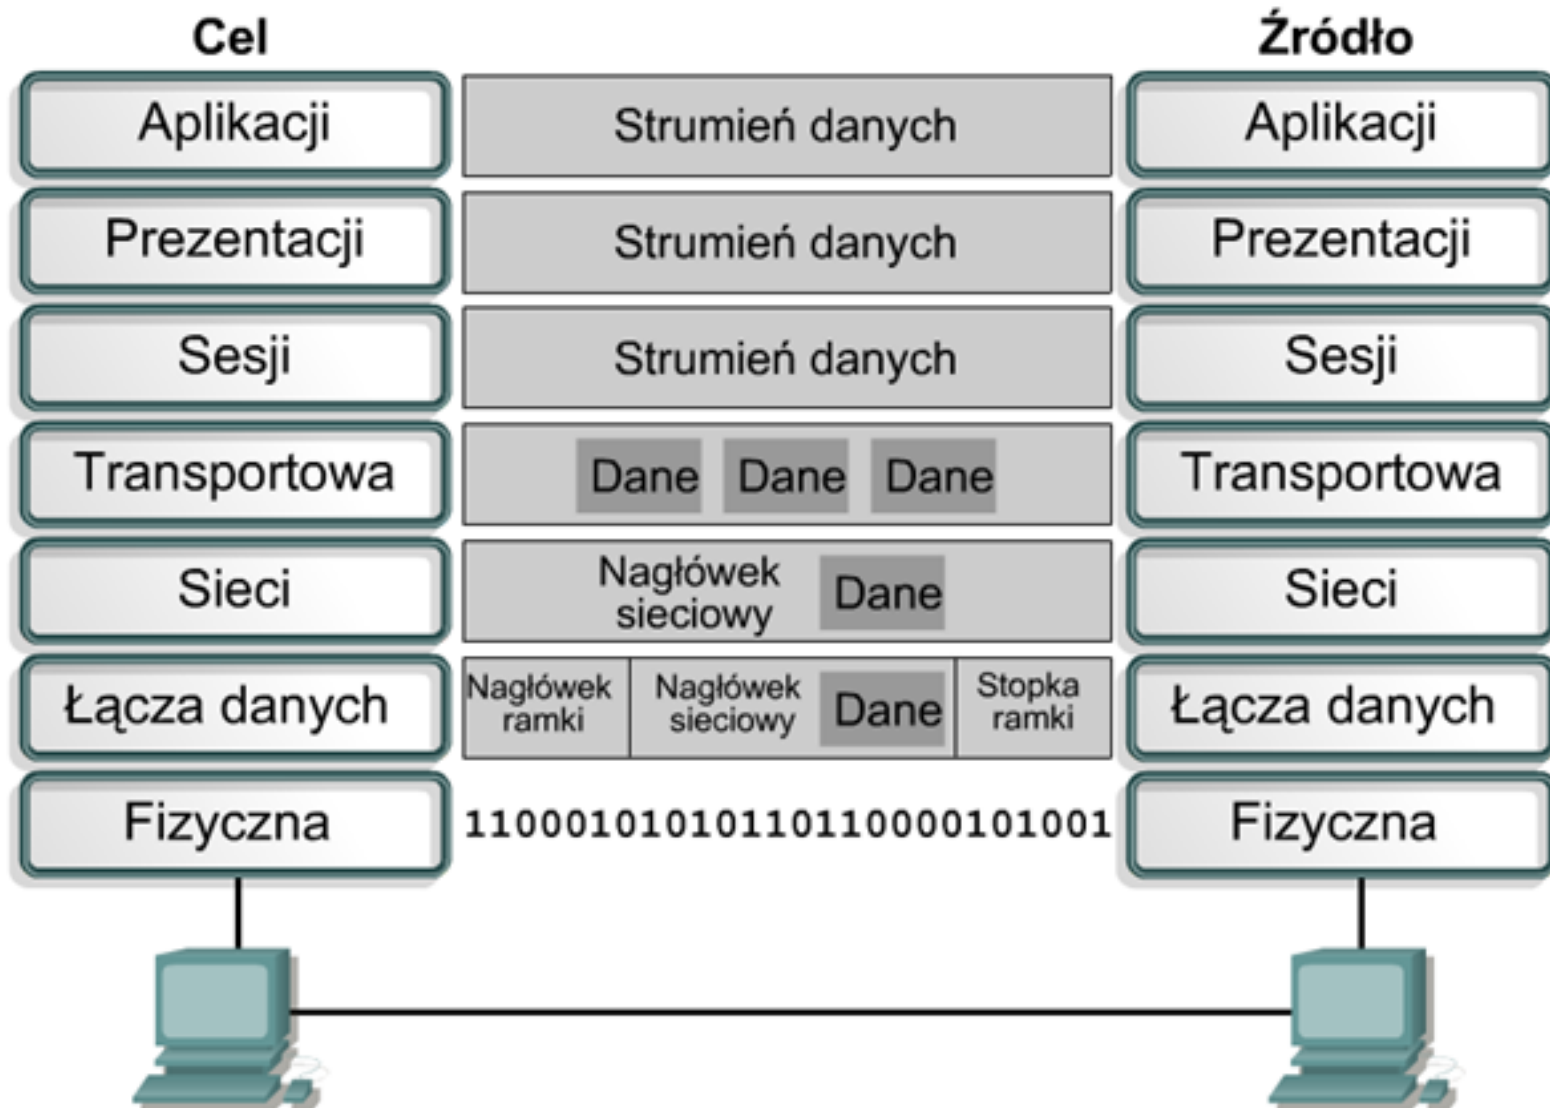 Cel
Źródło
Aplikacji
Strumień danych
Aplikacji
Prezentacji
Strumień danych
Prezentacji
Sesji
Strumień danych
Sesji
Transportowa
Dane Dane Dane
Transportowa
Sieci
Nagłówek
sieciowy
Dane
Sieci
Łącza danych
Nagłówek
ramki
Nagłówek
sieciowy
Dane
Stopka
ramki
Łącza danych
Fizyczna
11000101010110110000101001
Fizyczna